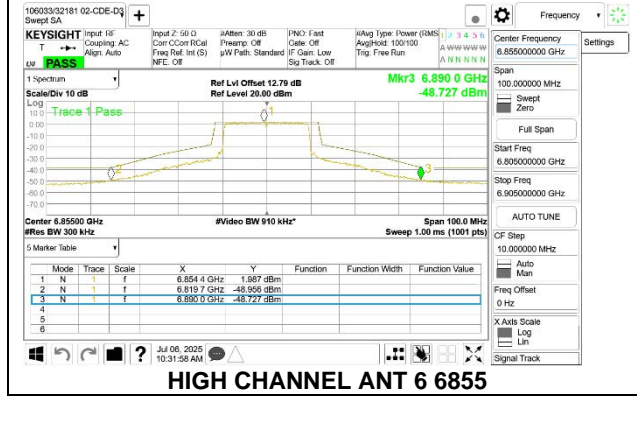 106033/32181 02-CDE-D3
Swept SA
Frequency
KEYSIGHT
Input: RF
Coupling: AC
Align: Auto
Input Z: 50 Ω
Corr CCorr RCal
Freq Ref: Int (S)
NFE: Off
#Atten: 30 dB
Preamp: Off
µW Path: Standard
PNO: Fast
Gate: Off
IF Gain: Low
Sig Track: Off
#Avg Type: Power (RMS
Avg|Hold: 100/100
Trig: Free Run
1 2 3 4 5 6
A W W W W W
A N N N N N
T
LXI
PASS
Center Frequency
6.855000000 GHz
Settings
Span
100.000000 MHz
Swept
Zero
Full Span
Start Freq
6.805000000 GHz
Stop Freq
6.905000000 GHz
AUTO TUNE
CF Step
10.000000 MHz
Auto
Man
Freq Offset
0 Hz
X Axis Scale
Log
Lin
Signal Track
1 Spectrum
Scale/Div 10 dB
Ref Lvl Offset 12.79 dB
Ref Level 20.00 dBm
Mkr3 6.890 0 GHz
-48.727 dBm
Log
Trace 1 Pass
10.0
0.00
-10.0
-20.0
-30.0
-40.0
-50.0
-60.0
-70.0
1
2
3
Center 6.85500 GHz
#Res BW 300 kHz
#Video BW 910 kHz*
Span 100.0 MHz
Sweep 1.00 ms (1001 pts)
5 Marker Table
Mode Trace Scale X Y Function Function Width Function Value
1 N 1 f 6.854 4 GHz 1.987 dBm
2 N 1 f 6.819 7 GHz -48.956 dBm
3 N 1 f 6.890 0 GHz -48.727 dBm
4
5
6
Jul 06, 2025
10:31:58 AM
HIGH CHANNEL ANT 6 6855